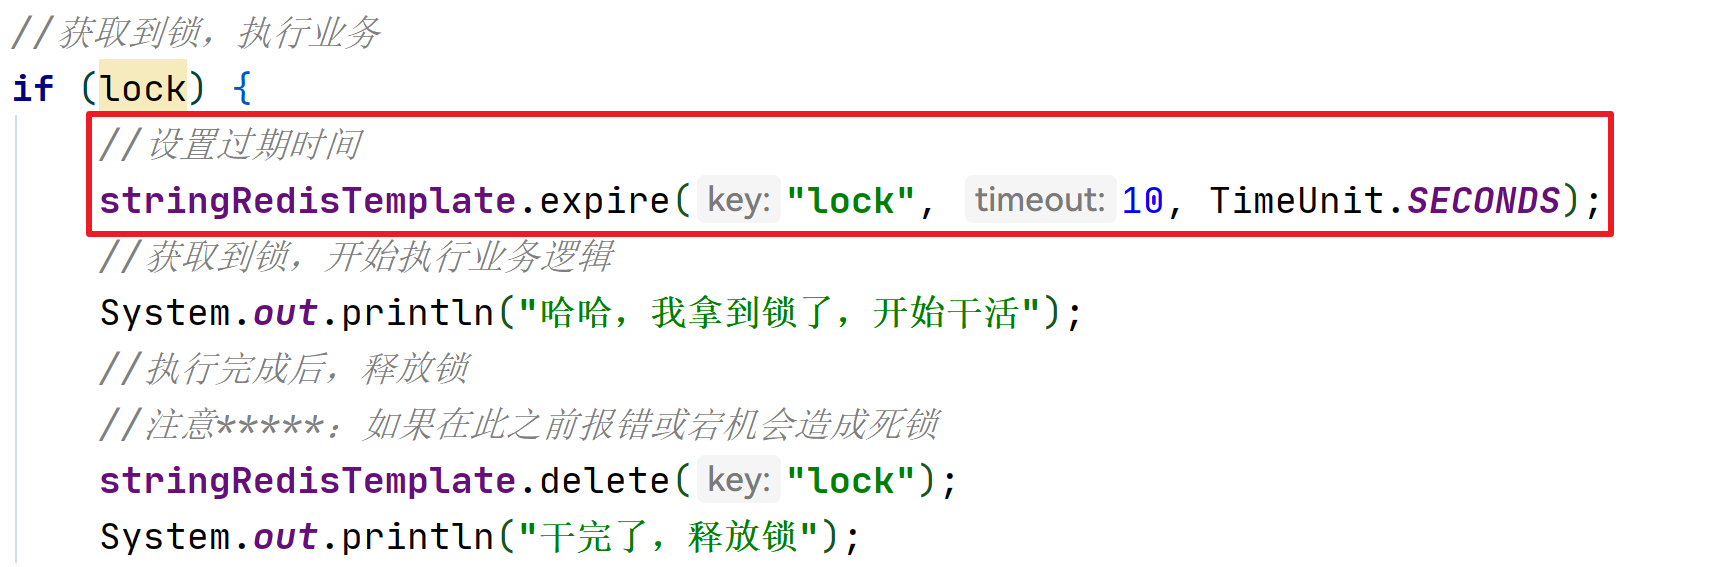 //获取到锁，执行业务
if (lock) {
//设置过期时间
stringRedisTemplate.expire( key: "lock", timeout: 10, TimeUnit.SECONDS);
//获取到锁，开始执行业务逻辑
System.out.println("哈哈，我拿到锁了，开始干活");
//执行完成后，释放锁
//注意*****：如果在此之前报错或宕机会造成死锁
stringRedisTemplate.delete( key: "lock");
System.out.println("干完了，释放锁");